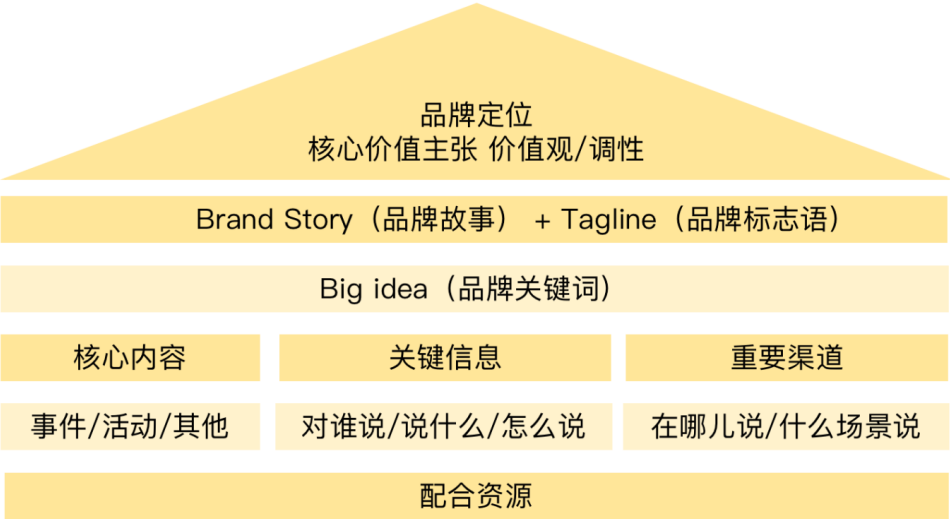 品牌定位
核心价值主张 价值观/调性
Brand Story（品牌故事） + Tagline（品牌标志语）
Big idea（品牌关键词）
核心内容
关键信息
重要渠道
事件/活动/其他
对谁说/说什么/怎么说
在哪儿说/什么场景说
配合资源